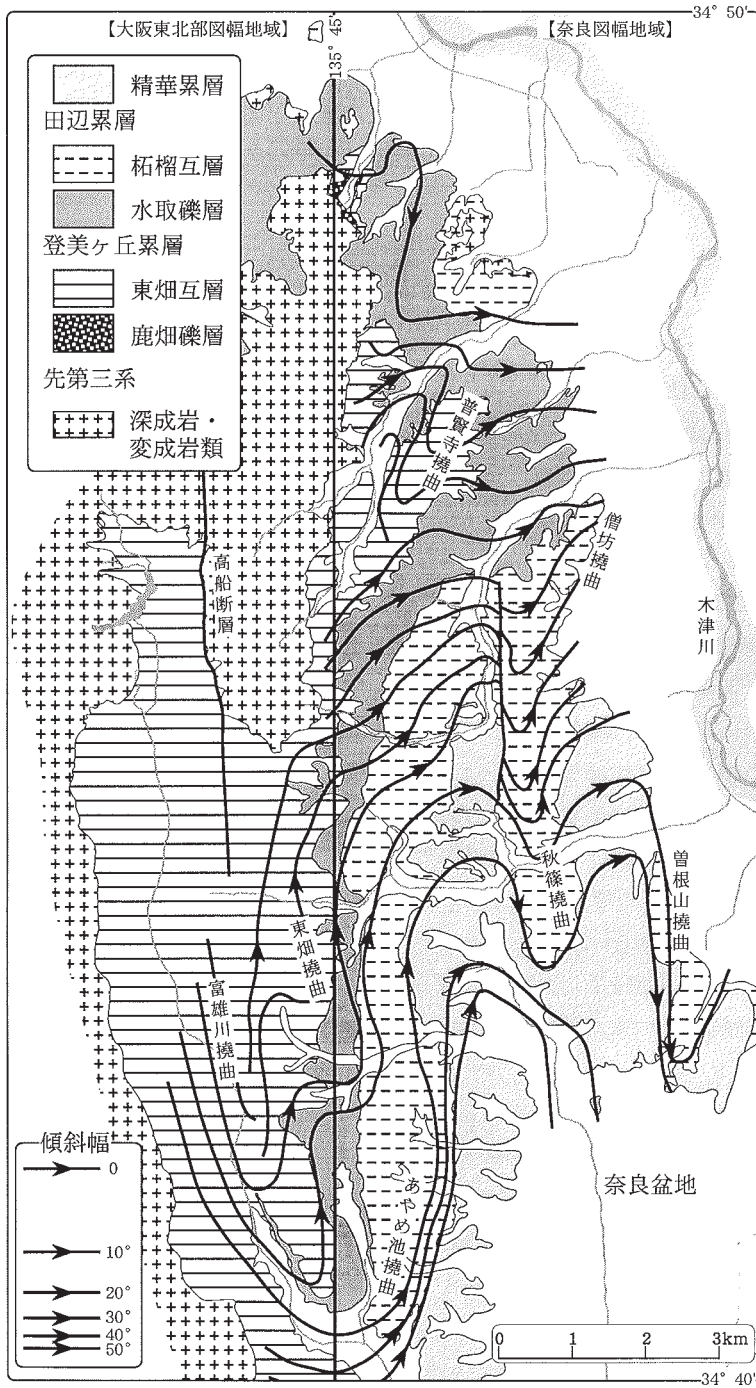 【大阪東北部図幅地域】
135° 45′
【奈良図幅地域】
34° 50′
精華累層
田辺累層
柘榴互層
水取礫層
登美ヶ丘累層
東畑互層
鹿畑礫層
先第三系
深成岩・
変成岩類
普賢寺撓曲
僧坊撓曲
高船断層
木津川
秋篠撓曲
曽根山撓曲
東畑撓曲
富雄川撓曲
あやめ池撓曲
奈良盆地
傾斜幅
0
10°
20°
30°
40°
50°
0 1 2 3km
34° 40′